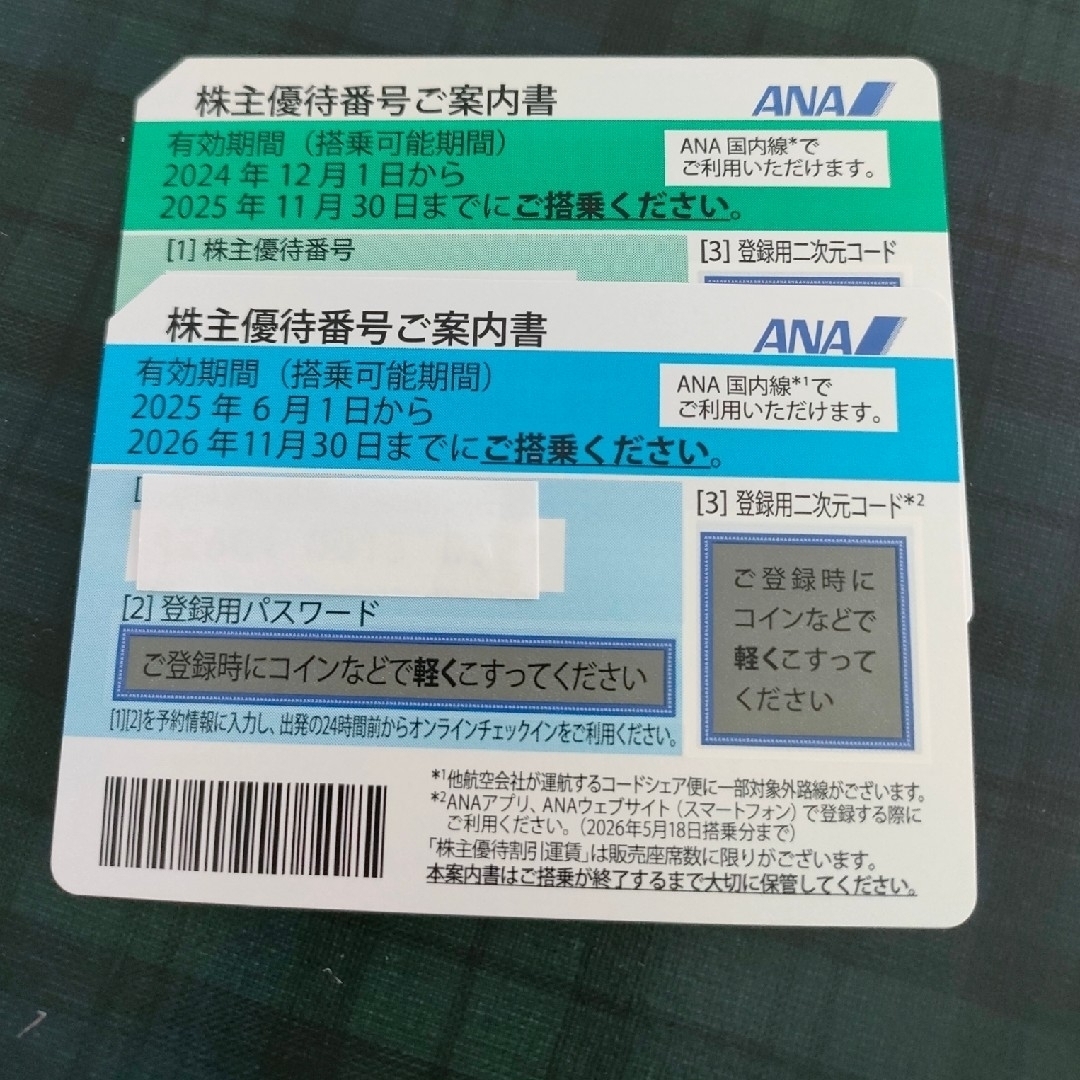 株主優待番号ご案内書
ANA
有効期間（搭乗可能期間）
2024 年 12 月 1 日から
2025 年 11 月 30 日までにご搭乗ください。
ANA 国内線*で
ご利用いただけます。
[1] 株主優待番号
[3] 登録用二次元コード
株主優待番号ご案内書
ANA
有効期間（搭乗可能期間）
2025 年 6 月 1 日から
2026 年 11月 30 日までにご搭乗ください。
ANA 国内線*1で
ご利用いただけます。
[3] 登録用二次元コード*2
ご登録時に
コインなどで
軽くこすって
ください
[2] 登録用パスワード
ご登録時にコインなどで軽くこすってください
[1][2]を予約情報に入力し、出発の24時間前からオンラインチェックインをご利用ください。
*1他航空会社が運航するコードシェア便に一部対象外路線がございます。
*2ANAアプリ、ANAウェブサイト（スマートフォン）で登録する際に
ご利用ください。（2026年5月18日搭乗分まで）
「株主優待割引運賃」は販売座席数に限りがございます。
本案内書はご搭乗が終了するまで大切に保管してください。